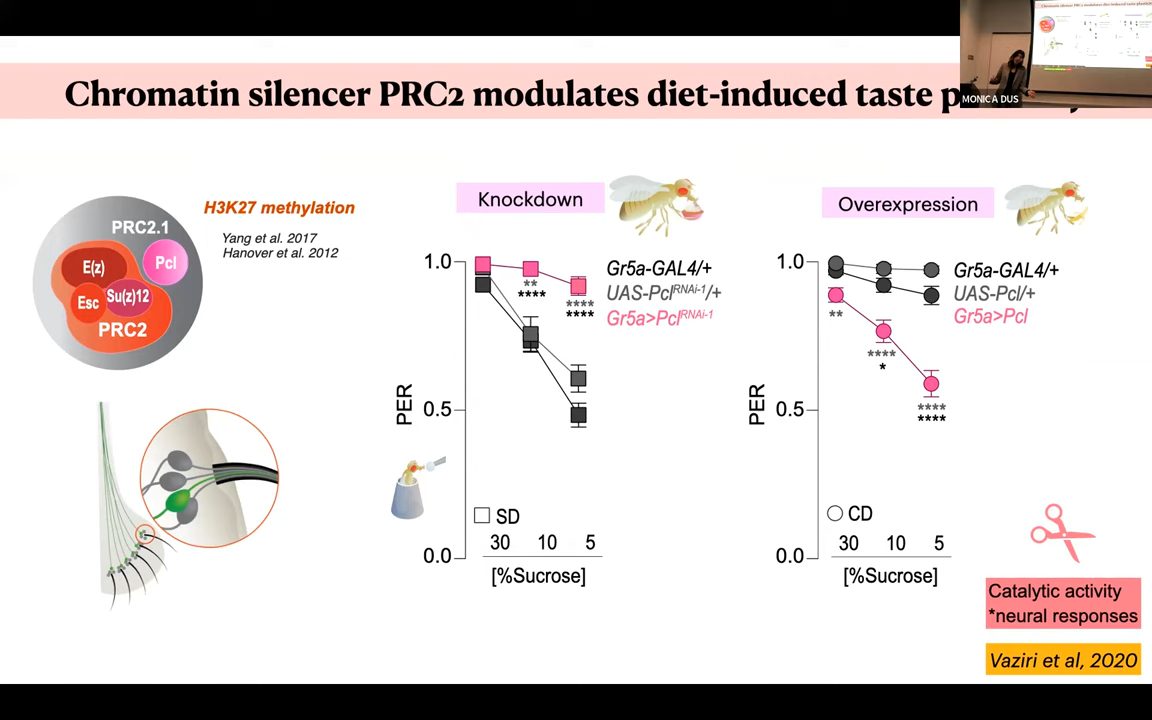 Chromatin silencer PRC2 modulates diet-induced taste p
MONICA DUS
H3K27 methylation
Yang et al. 2017
Hanover et al. 2012
PRC2.1
E(z)
Pcl
Esc
Su(z)12
PRC2
Knockdown
1.0
0.5
0.0
PER
**
****
****
****
Gr5a-GAL4/+
UAS-Pcl^RNAi-1/+
Gr5a>Pcl^RNAi-1
SD
30 10 5
[%Sucrose]
Overexpression
1.0
0.5
0.0
PER
**
****
*
****
****
Gr5a-GAL4/+
UAS-Pcl/+
Gr5a>Pcl
CD
30 10 5
[%Sucrose]
Catalytic activity
*neural responses
Vaziri et al, 2020